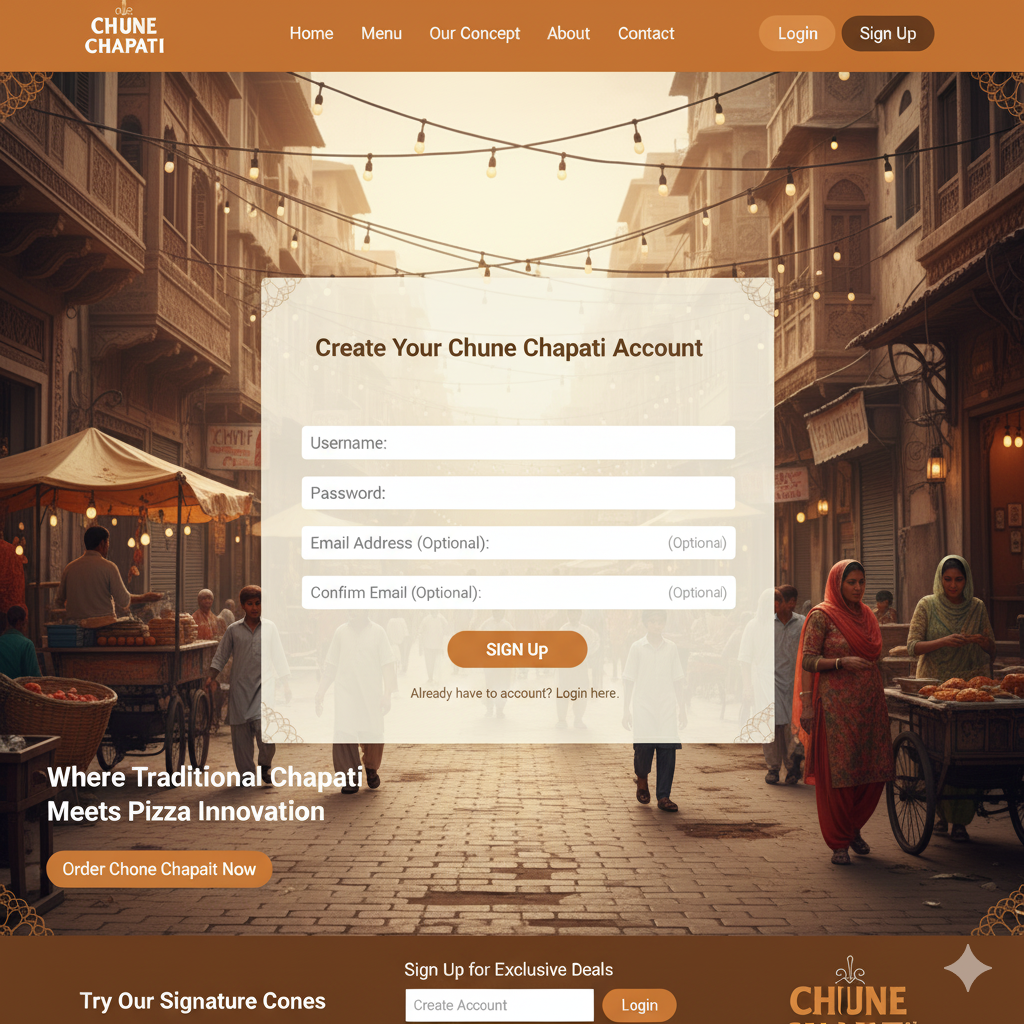 CHUNE
CHAPATI
Home
Menu
Our Concept
About
Contact
Login
Sign Up
Create Your Chune Chapati Account
Username:
Password:
Email Address (Optional): (Optional)
Confirm Email (Optional): (Optional)
SIGN Up
Already have to account? Login here.
Where Traditional Chapati
Meets Pizza Innovation
Order Chone Chapait Now
Sign Up for Exclusive Deals
Try Our Signature Cones
Create Account
Login
CHUNE